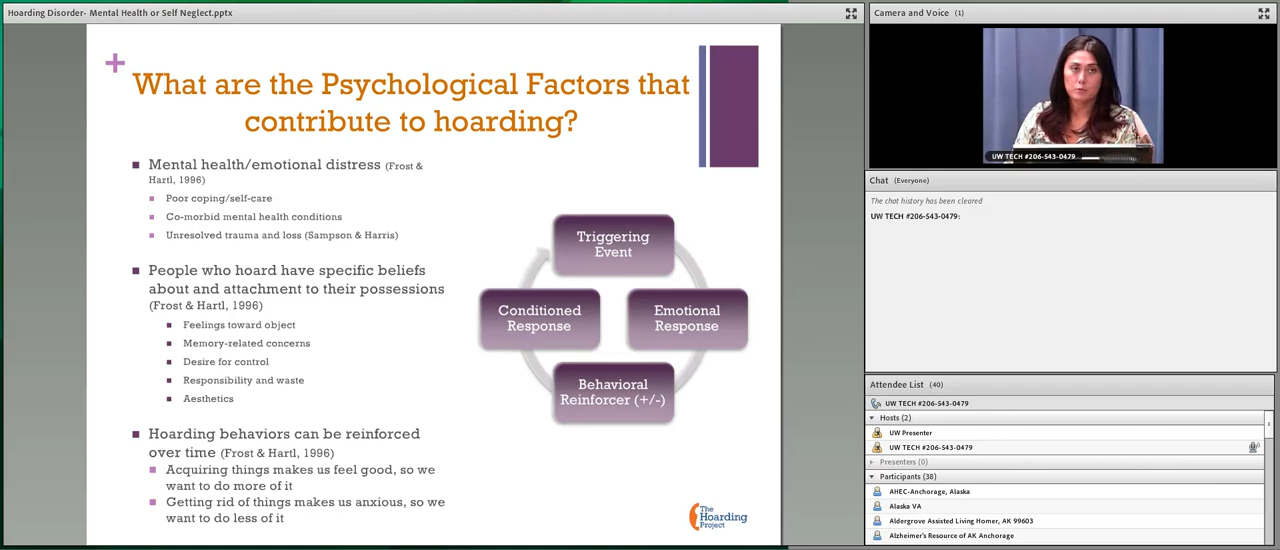 Hoarding Disorder- Mental Health or Self Neglect.pptx
What are the Psychological Factors that
contribute to hoarding?
Mental health/emotional distress (Frost &
Hartl, 1996)
Poor coping/self-care
Co-morbid mental health conditions
Unresolved trauma and loss (Sampson & Harris)
People who hoard have specific beliefs
about and attachment to their possessions
(Frost & Hartl, 1996)
Feelings toward object
Memory-related concerns
Desire for control
Responsibility and waste
Aesthetics
Hoarding behaviors can be reinforced
over time (Frost & Hartl, 1996)
Acquiring things makes us feel good, so we
want to do more of it
Getting rid of things makes us anxious, so we
want to do less of it
Triggering
Event
Conditioned
Response
Emotional
Response
Behavioral
Reinforcer (+/-)
The
Hoarding
Project
Camera and Voice (1)
UW TECH #206-543-0479
Chat (Everyone)
The chat history has been cleared
UW TECH #206-543-0479:
Attendee List (40)
UW TECH #206-543-0479
Hosts (2)
UW Presenter
UW TECH #206-543-0479
Presenters (0)
Participants (38)
AHEC-Anchorage, Alaska
Alaska VA
Aldergrove Assisted Living Homer, AK 99603
Alzheimer's Resource of AK Anchorage